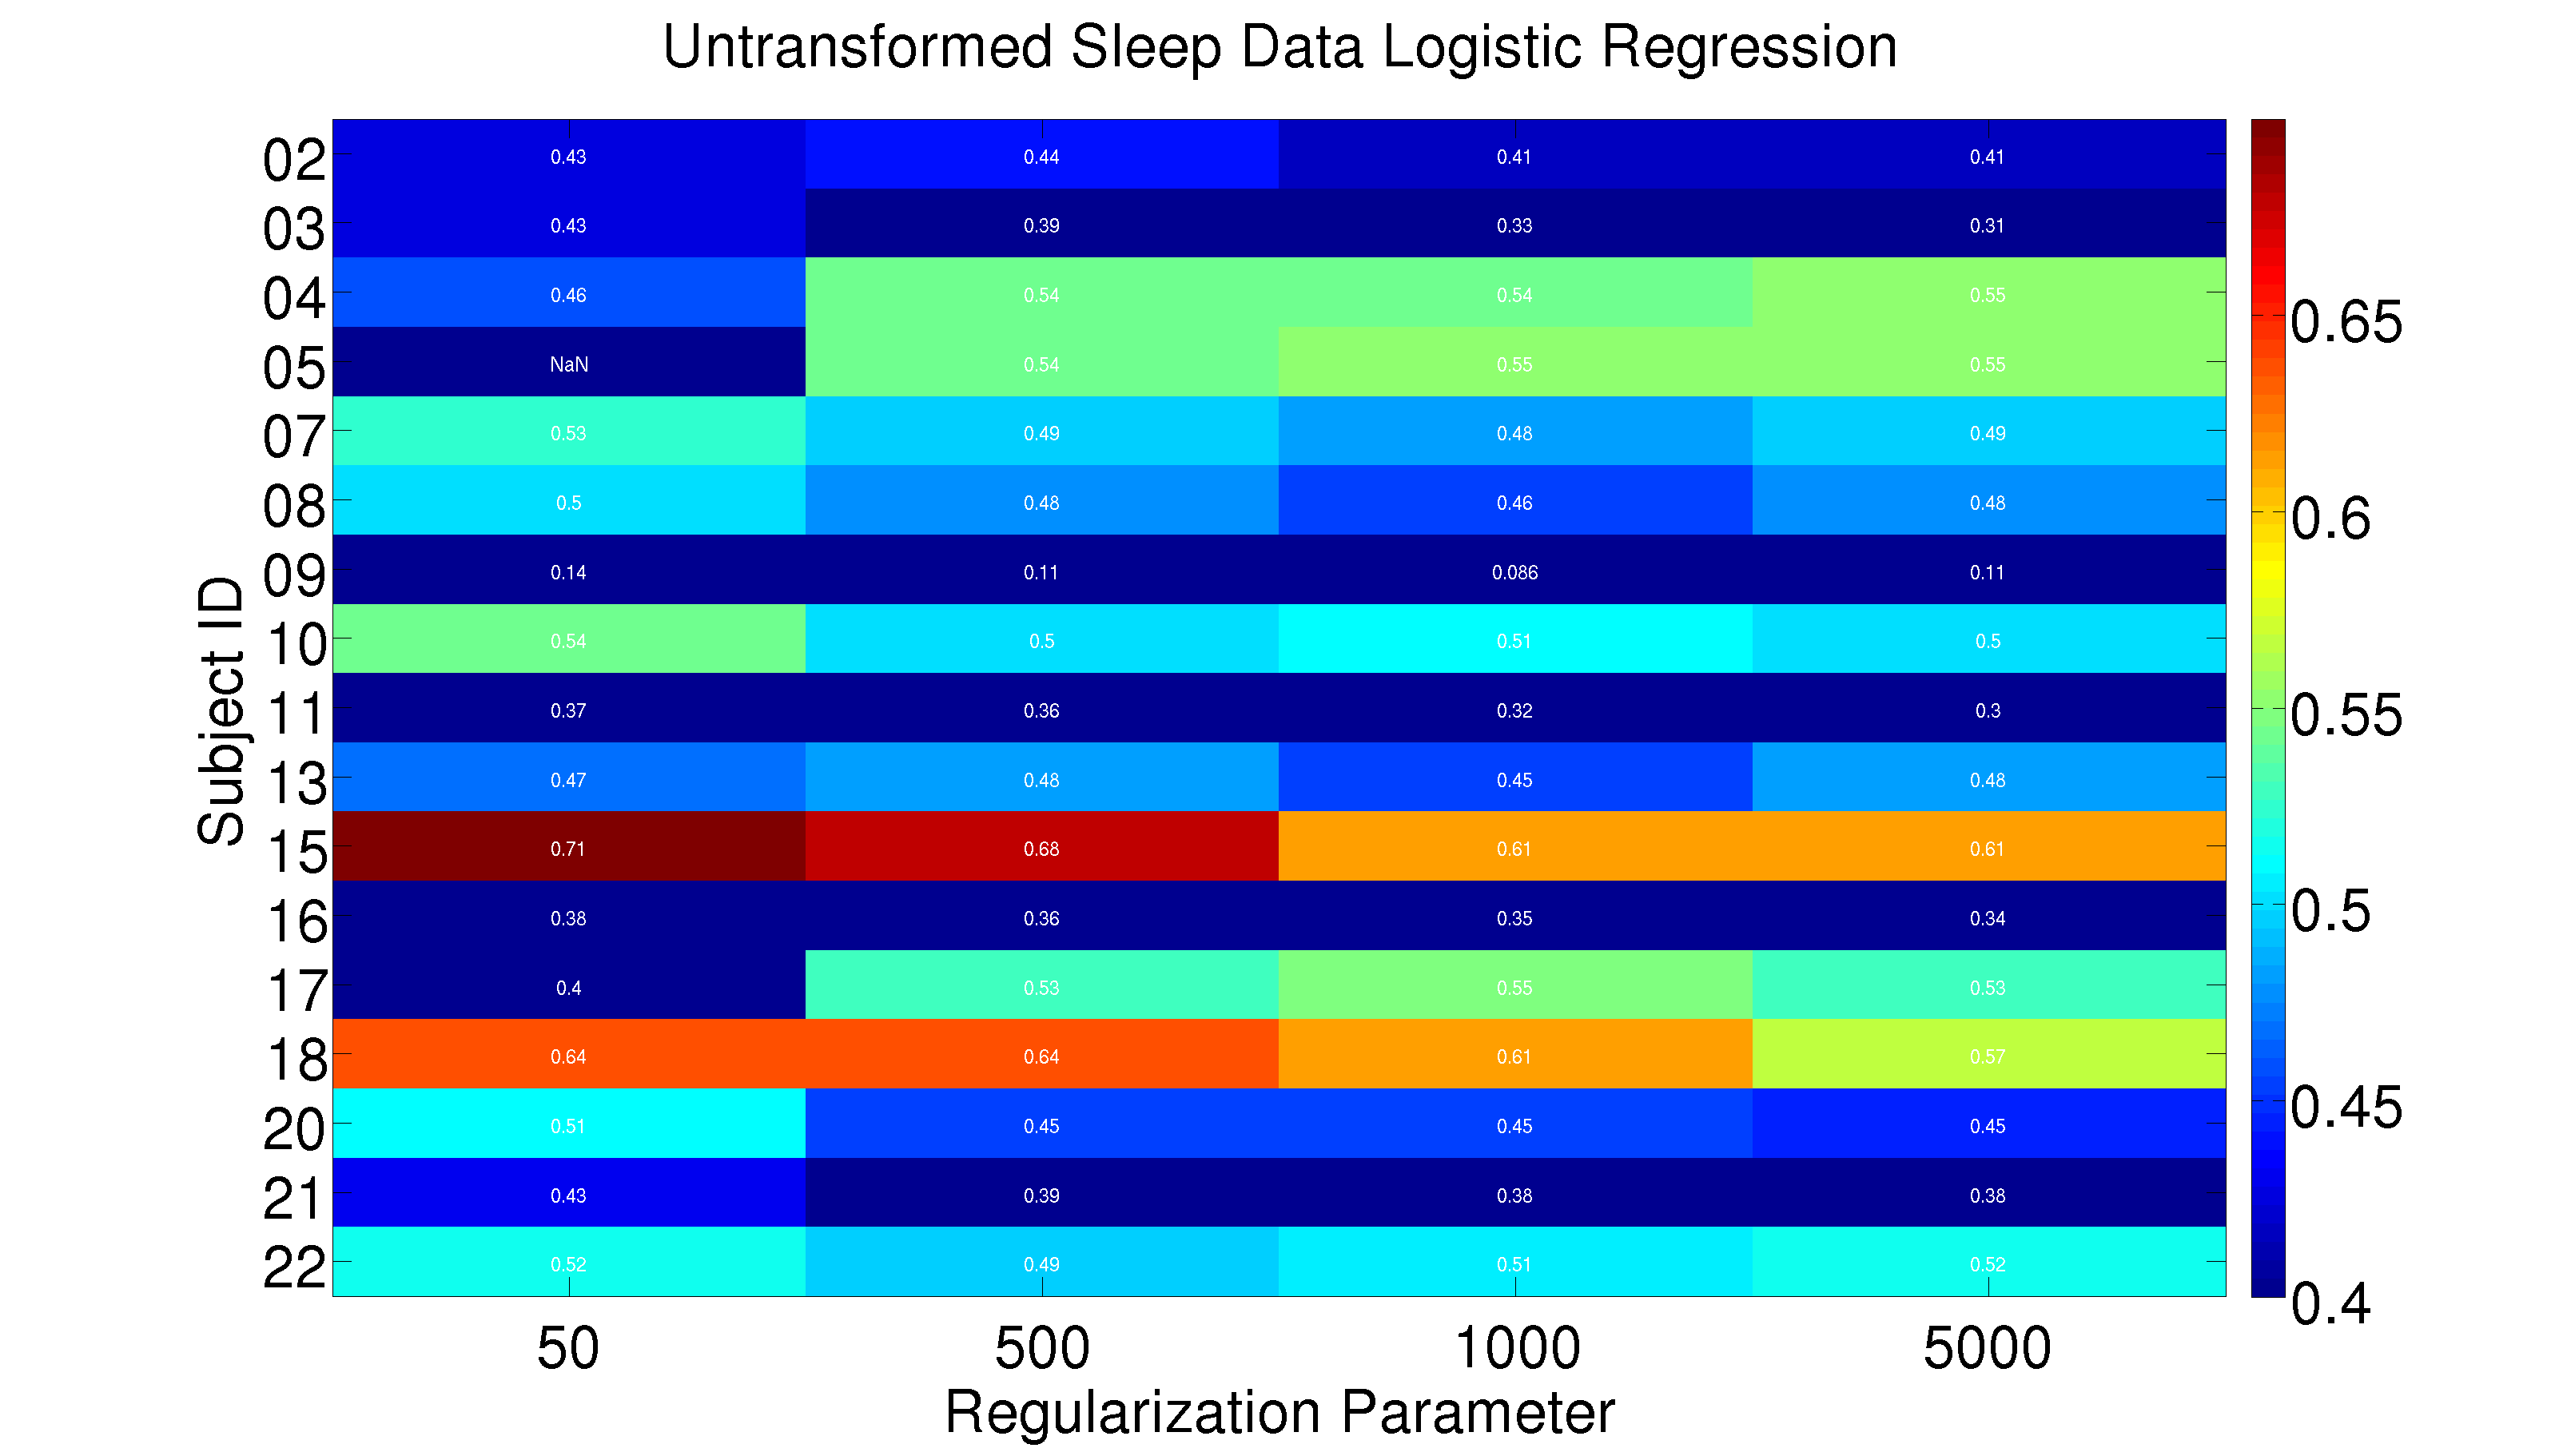 Untransformed Sleep Data Logistic Regression
02 0.43 0.44 0.41 0.41
03 0.43 0.39 0.33 0.31
04 0.46 0.54 0.54 0.55
0.65
05 NaN 0.54 0.55 0.55
07 0.53 0.49 0.48 0.49
08 0.5 0.48 0.46 0.48
0.6
09 0.14 0.11 0.086 0.11
10 0.54 0.5 0.51 0.5
11 0.37 0.36 0.32 0.3
0.55
Subject ID
13 0.47 0.48 0.45 0.48
15 0.71 0.68 0.61 0.61
16 0.38 0.36 0.35 0.34
0.5
17 0.4 0.53 0.55 0.53
18 0.64 0.64 0.61 0.57
20 0.51 0.45 0.45 0.45
0.45
21 0.43 0.39 0.38 0.38
22 0.52 0.49 0.51 0.52
0.4
50 500 1000 5000
Regularization Parameter